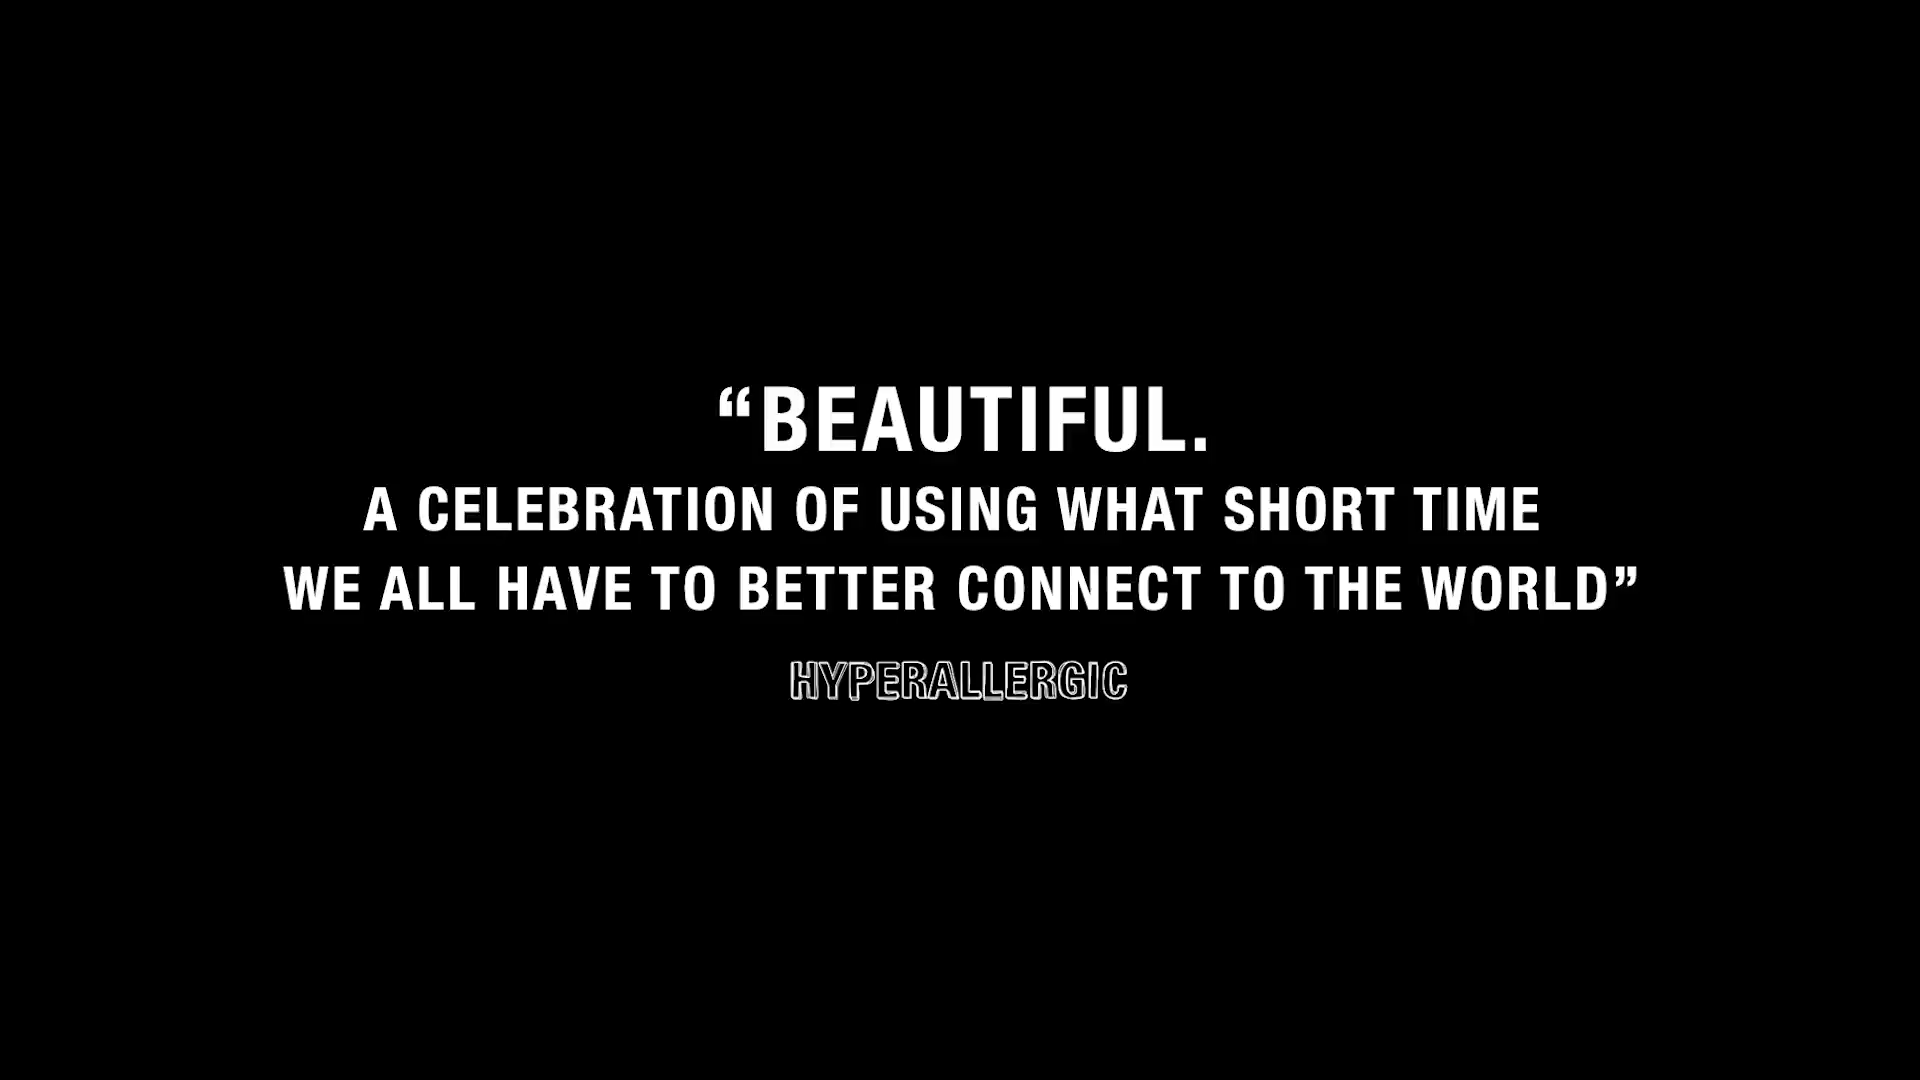 “BEAUTIFUL.
A CELEBRATION OF USING WHAT SHORT TIME
WE ALL HAVE TO BETTER CONNECT TO THE WORLD”
HYPERALLERGIC